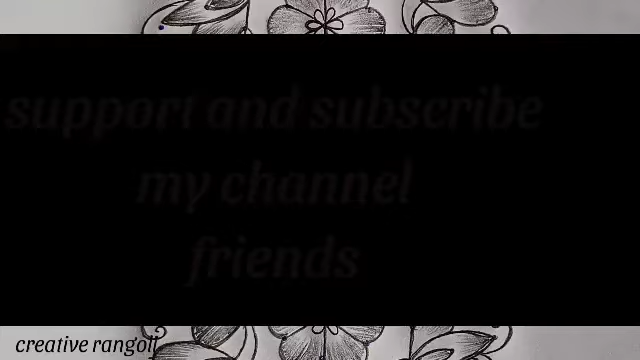 support and subscribe
my channel
friends
creative rangoli